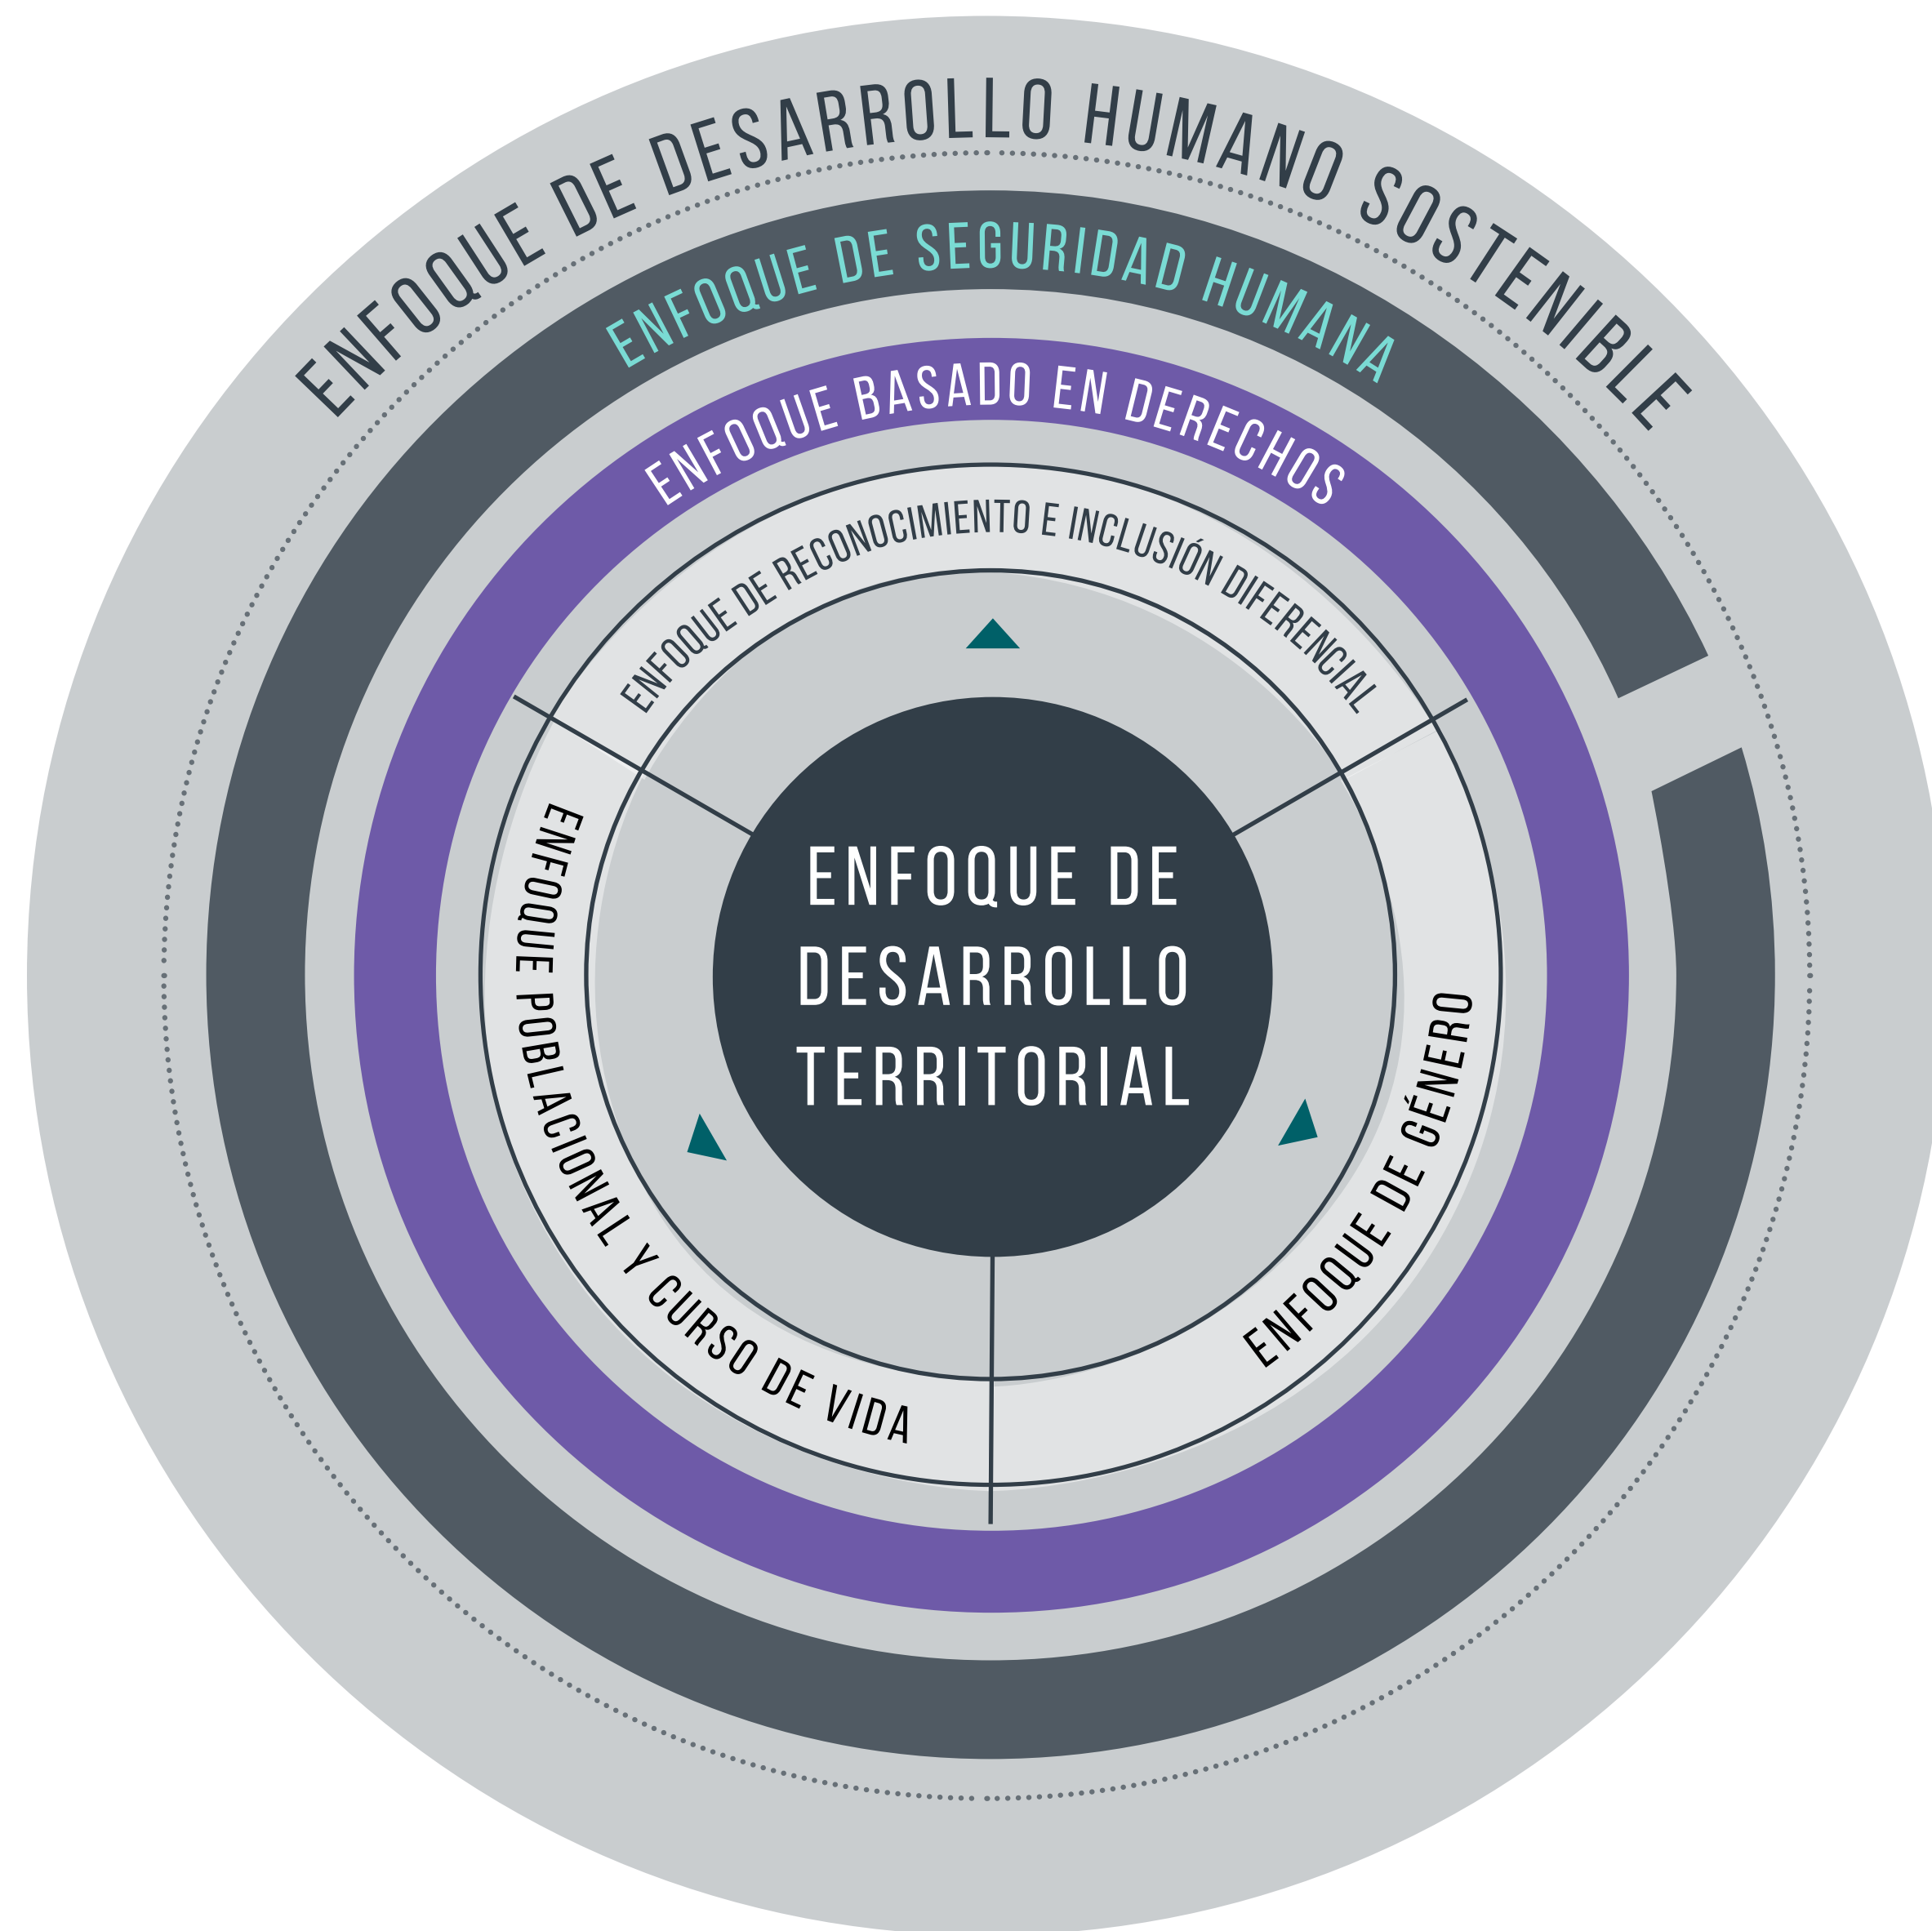 ENFOQUE DE DESARROLLO HUMANO SOSTEMIBLE
ENFOQUE DE SEGURIDAD HUMANA
ENFOQUE BASADO EN DERECHOS
ENFOQUE DE RECONOCIMIENTO E INCLUSIÓN DIFERENCIAL
ENFOQUE POBLACIONAL Y CURSO DE VIDA
ENFOQUE DE GÉNERO
ENFOQUE DE
DESARROLLO
TERRITORIAL